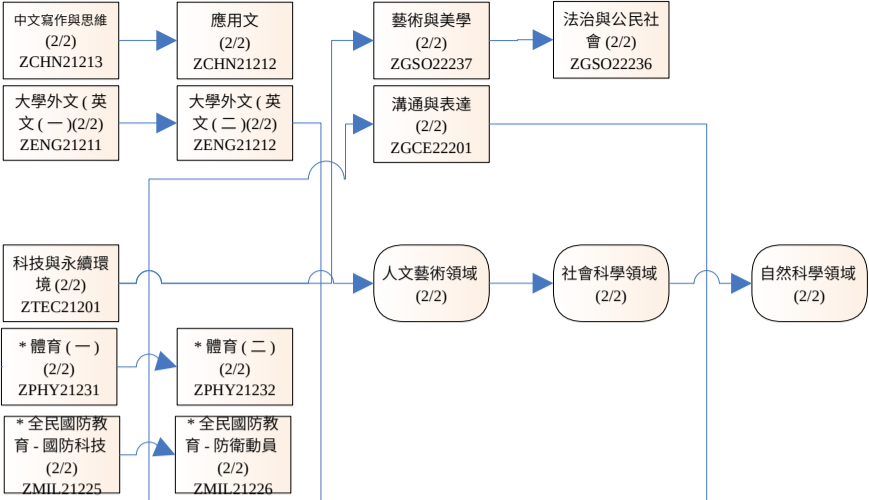 中文寫作與思維
(2/2)
ZCHN21213
應用文
(2/2)
ZCHN21212
藝術與美學
(2/2)
ZGSO22237
法治與公民社
會 (2/2)
ZGSO22236
大學外文 ( 英
文 ( 一 )(2/2)
ZENG21211
大學外文 ( 英
文 ( 二 )(2/2)
ZENG21212
溝通與表達
(2/2)
ZGCE22201
科技與永續環
境 (2/2)
ZTEC21201
人文藝術領域
(2/2)
社會科學領域
(2/2)
自然科學領域
(2/2)
* 體育 ( 一 )
(2/2)
ZPHY21231
* 體育 ( 二 )
(2/2)
ZPHY21232
* 全民國防教
育 - 國防科技
(2/2)
ZMIL21225
* 全民國防教
育 - 防衛動員
(2/2)
ZMIL21226